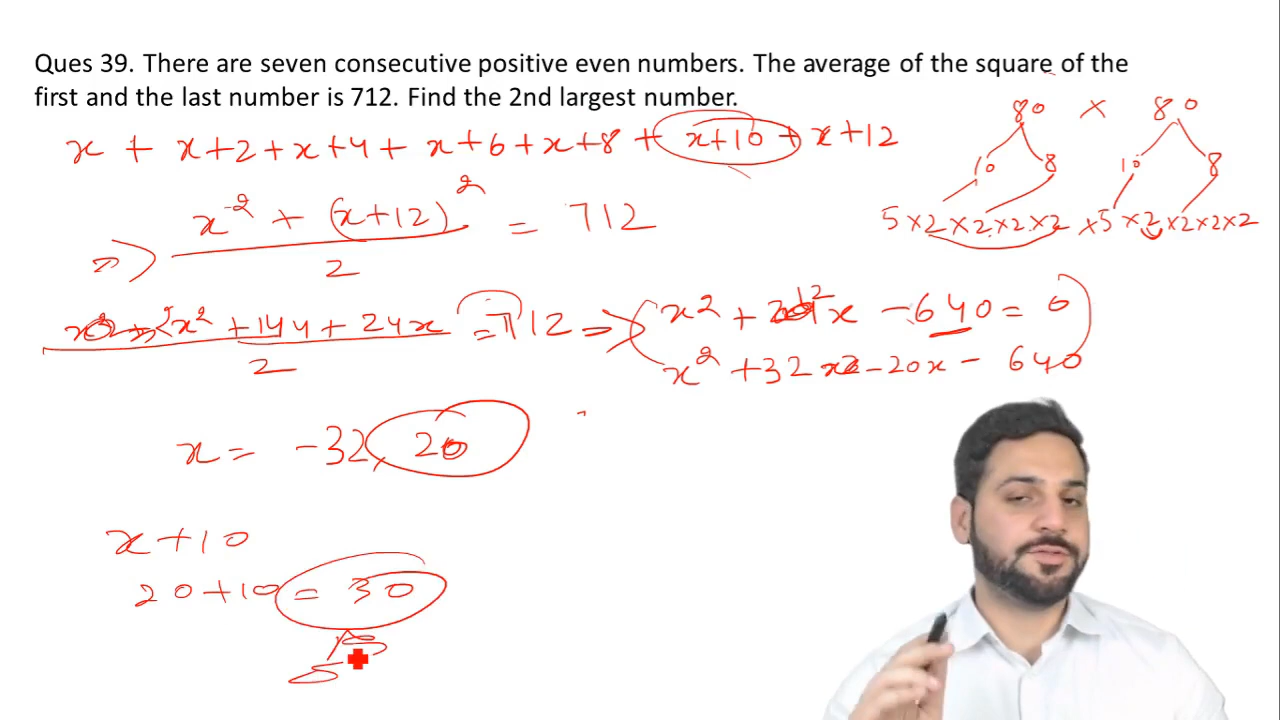 Ques 39. There are seven consecutive positive even numbers. The average of the square of the
first and the last number is 712. Find the 2nd largest number.
80 × 80
x + x+2+x+4+ x+6+x+8+ x+10+x+12
10 8 10 8
5×2×2×2×2 ×5×2×2×2×2
x² + (x+12)²
= 712
2
2x² +144+24x =712 => x² + 12x -640 = 0
2
x² +32x -20x - 640
x = -32, 20
x+10
20+10 = 30